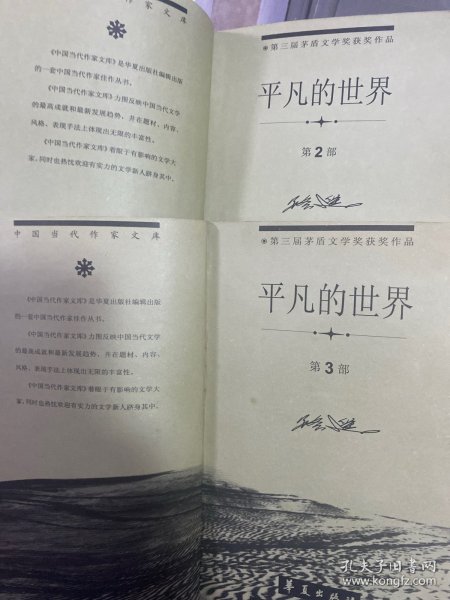 家文库
《中国当代作家文库》是华夏出版社编辑出版
的一套中国当代作家佳作丛书。
《中国当代作家文库》力图反映中国当代文学
的最高成就和最新发展趋势，并在题材、内容、
风格、表现手法上体现出无限的丰富性。
《中国当代作家文库》着眼于有影响的文学大
家，同时也热忱欢迎有实力的文学新人跻身其中。
第三届茅盾文学奖获奖作品
平凡的世界
第2部
路遥
中国当代作家文库
《中国当代作家文库》是华夏出版社编辑出版
的一套中国当代作家佳作丛书。
《中国当代作家文库》力图反映中国当代文学
的最高成就和最新发展趋势，并在题材、内容、
风格、表现手法上体现出无限的丰富性。
《中国当代作家文库》着眼于有影响的文学大
家，同时也热忱欢迎有实力的文学新人跻身其中。
第三届茅盾文学奖获奖作品
平凡的世界
第3部
路遥
华夏出版
孔夫子旧书网